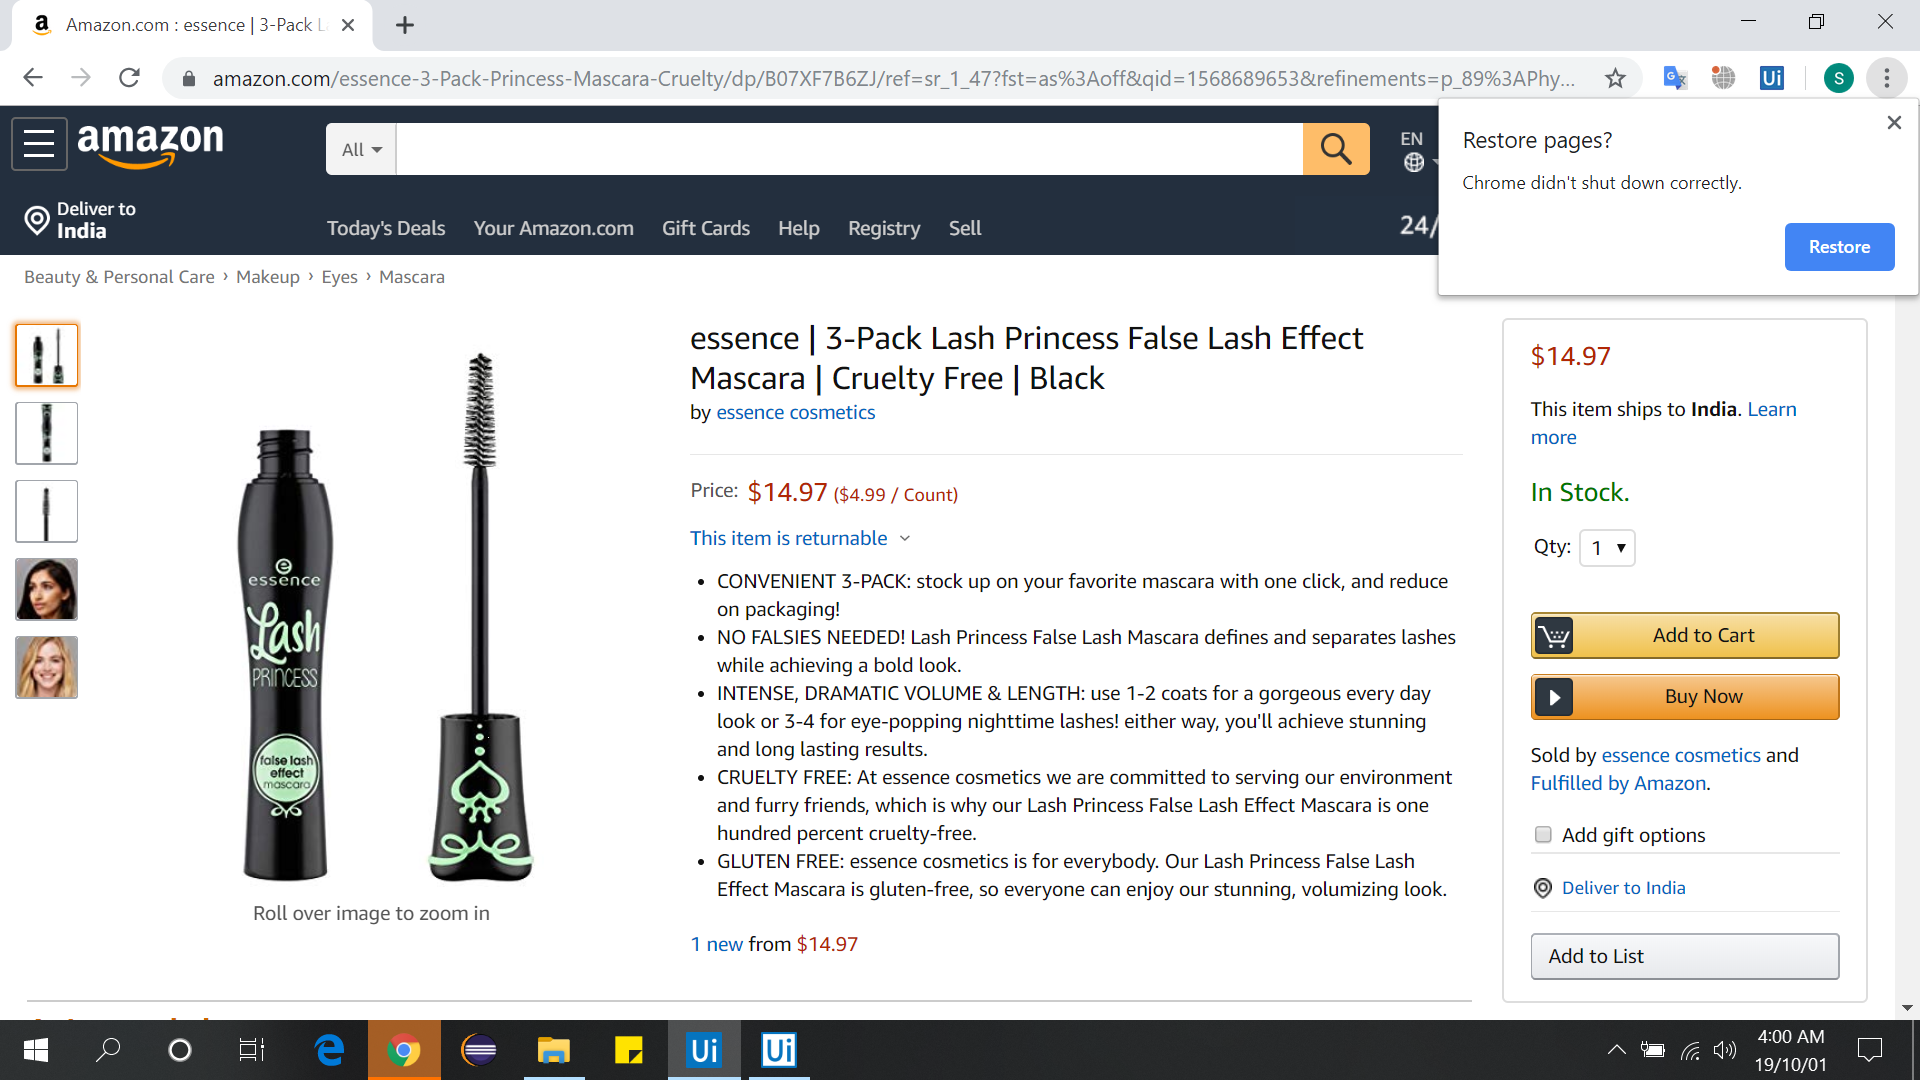 Amazon.com : essence | 3-Pack L
amazon.com/essence-3-Pack-Princess-Mascara-Cruelty/dp/B07XF7B6ZJ/ref=sr_1_47?fst=as%3Aoff&qid=1568689653&refinements=p_89%3APhy...
Ui
S
Restore pages?
Chrome didn't shut down correctly.
Restore
amazon
All
EN
Deliver to
India
Today's Deals
Your Amazon.com
Gift Cards
Help
Registry
Sell
24/
Beauty & Personal Care › Makeup › Eyes › Mascara
essence | 3-Pack Lash Princess False Lash Effect
Mascara | Cruelty Free | Black
by essence cosmetics
Price: $14.97 ($4.99 / Count)
This item is returnable
• CONVENIENT 3-PACK: stock up on your favorite mascara with one click, and reduce
on packaging!
• NO FALSIES NEEDED! Lash Princess False Lash Mascara defines and separates lashes
while achieving a bold look.
• INTENSE, DRAMATIC VOLUME & LENGTH: use 1-2 coats for a gorgeous every day
look or 3-4 for eye-popping nighttime lashes! either way, you'll achieve stunning
and long lasting results.
• CRUELTY FREE: At essence cosmetics we are committed to serving our environment
and furry friends, which is why our Lash Princess False Lash Effect Mascara is one
hundred percent cruelty-free.
• GLUTEN FREE: essence cosmetics is for everybody. Our Lash Princess False Lash
Effect Mascara is gluten-free, so everyone can enjoy our stunning, volumizing look.
1 new from $14.97
essence
Lash
PRINCESS
false lash
effect
mascara
Roll over image to zoom in
$14.97
This item ships to India. Learn
more
In Stock.
Qty: 1
Add to Cart
Buy Now
Sold by essence cosmetics and
Fulfilled by Amazon.
Add gift options
Deliver to India
Add to List
Ui
Ui
4:00 AM
19/10/01